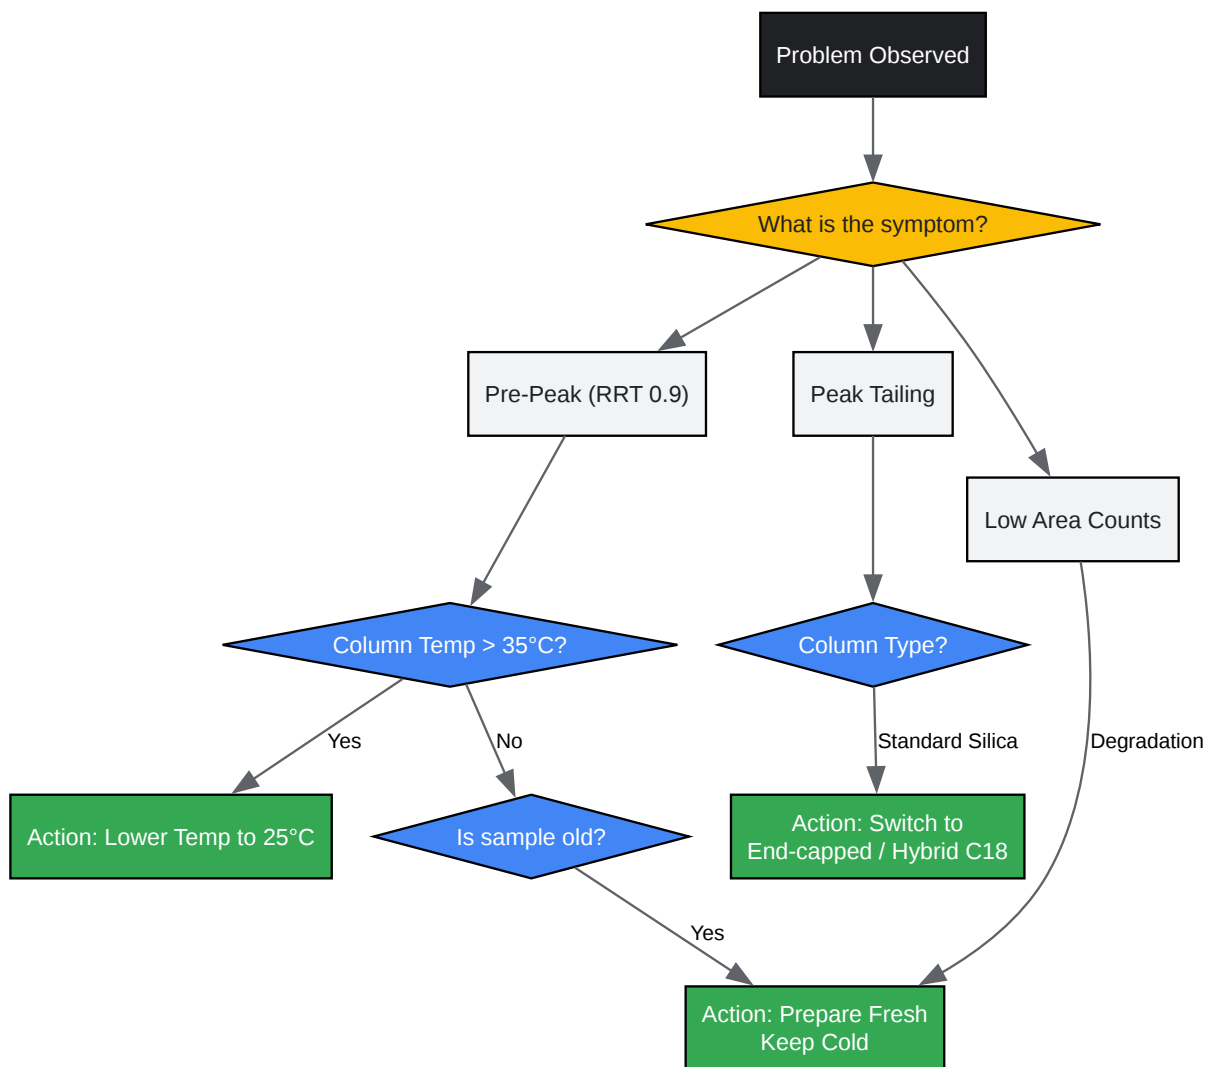 Problem Observed
What is the symptom?
Pre-Peak (RRT 0.9)
Peak Tailing
Low Area Counts
Column Temp > 35°C?
Column Type?
Yes
No
Standard Silica
Degradation
Action: Lower Temp to 25°C
Is sample old?
Action: Switch to
End-capped / Hybrid C18
Yes
Action: Prepare Fresh
Keep Cold